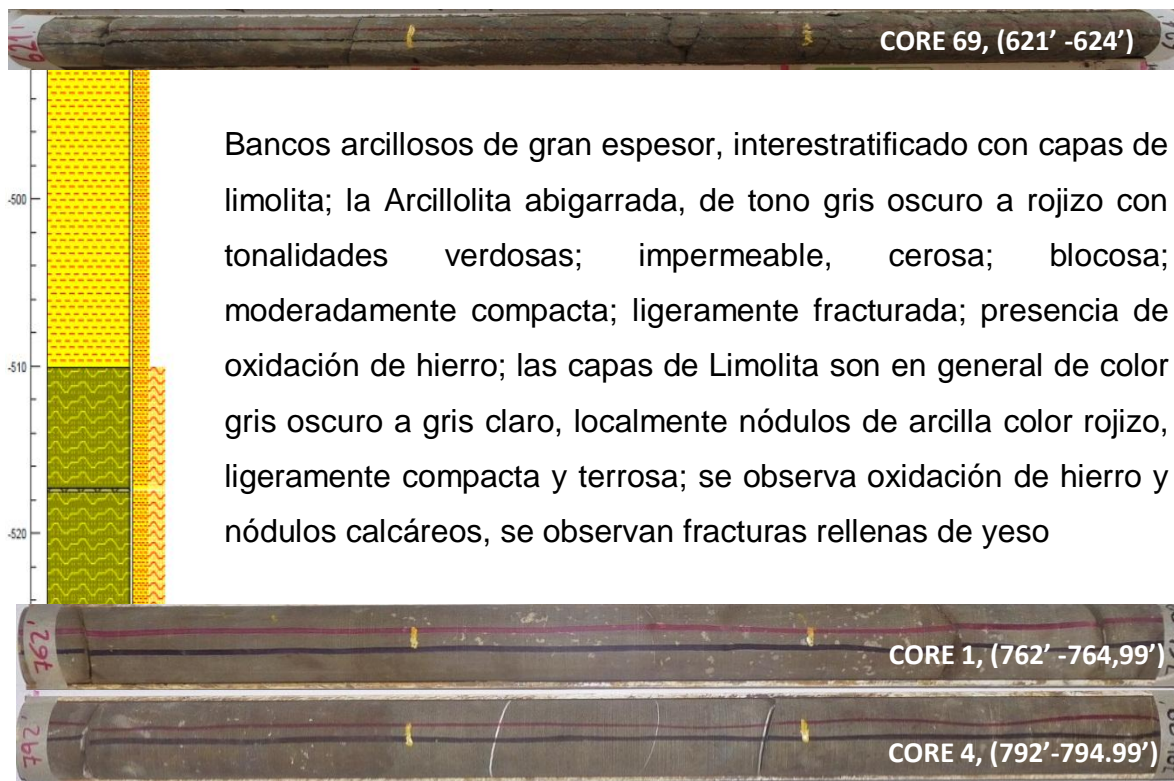 621'
CORE 69, (621' -624')
Bancos arcillosos de gran espesor, interestratificado con capas de
limolita; la Arcillolita abigarrada, de tono gris oscuro a rojizo con
tonalidades verdosas; impermeable, cerosa; blocosa;
moderadamente compacta; ligeramente fracturada; presencia de
oxidación de hierro; las capas de Limolita son en general de color
gris oscuro a gris claro, localmente nódulos de arcilla color rojizo,
ligeramente compacta y terrosa; se observa oxidación de hierro y
nódulos calcáreos, se observan fracturas rellenas de yeso
-500
-510
-520
762'
CORE 1, (762' -764,99')
792'
CORE 4, (792'-794.99')